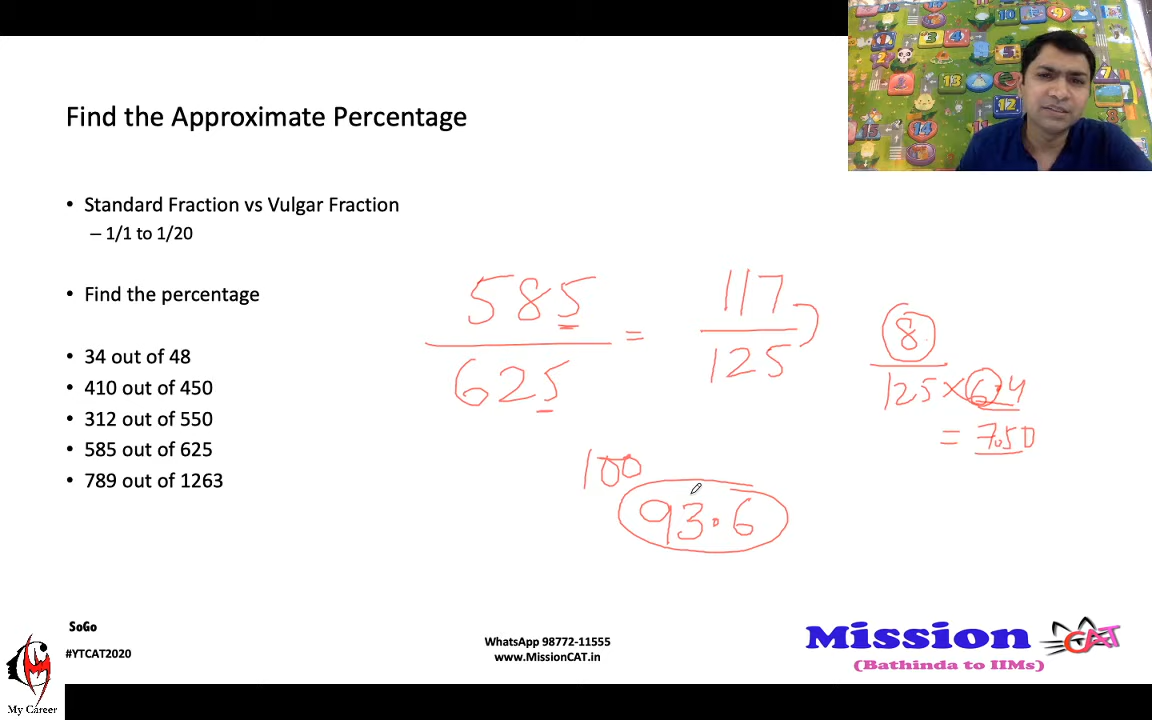 Find the Approximate Percentage
• Standard Fraction vs Vulgar Fraction
– 1/1 to 1/20
• Find the percentage
• 34 out of 48
• 410 out of 450
• 312 out of 550
• 585 out of 625
• 789 out of 1263
585
625
=
117
125
8
125×6.4
= 7.50
100
93.6
SoGo
#YTCAT2020
My Career
WhatsApp 98772-11555
www.MissionCAT.in
Mission CAT
(Bathinda to IIMs)